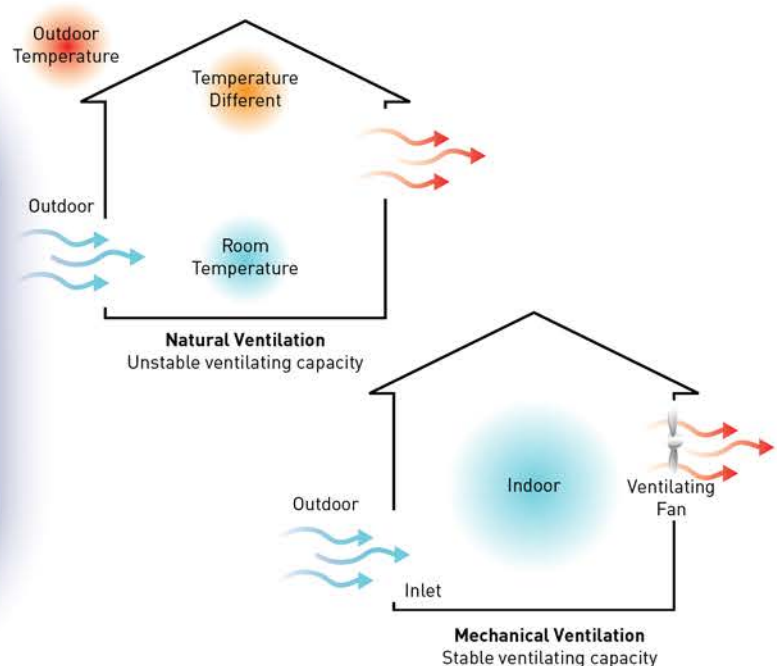 Outdoor
Temperature
Temperature
Different
Outdoor
Room
Temperature
Natural Ventilation
Unstable ventilating capacity
Outdoor
Indoor
Ventilating
Fan
Inlet
Mechanical Ventilation
Stable ventilating capacity